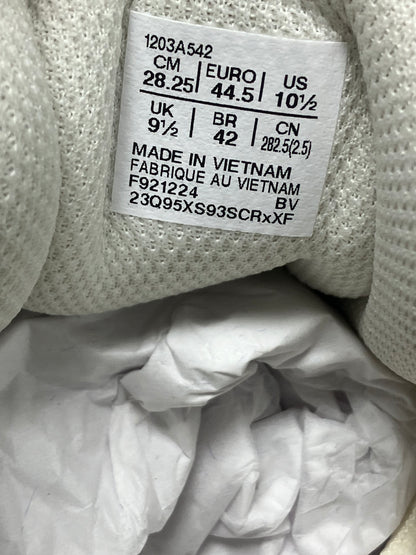 1203A542
CM 28.25 EURO 44.5 US 10½
UK 9½ BR 42 CN 282.5(2.5)
MADE IN VIETNAM
FABRIQUE AU VIETNAM
F921224 BV
23Q95XS93SCRxXF